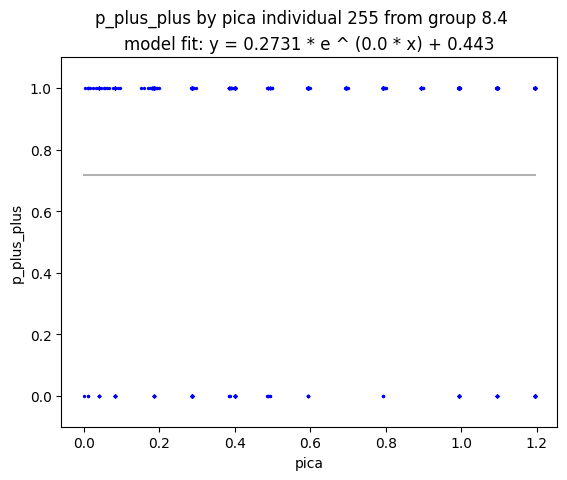 p_plus_plus by pica individual 255 from group 8.4
model fit: y = 0.2731 * e ^ (0.0 * x) + 0.443
1.0
0.8
0.6
0.4
0.2
0.0
p_plus_plus
0.0 0.2 0.4 0.6 0.8 1.0 1.2
pica